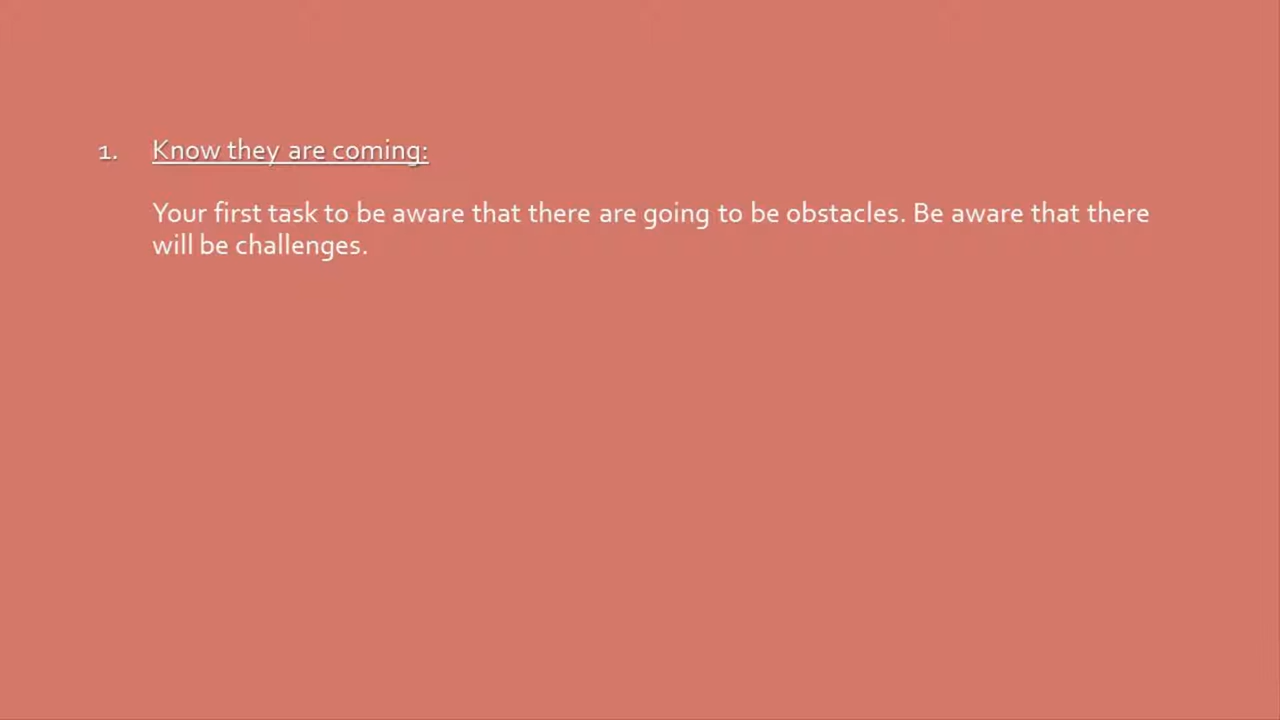 1. Know they are coming:
Your first task to be aware that there are going to be obstacles. Be aware that there
will be challenges.